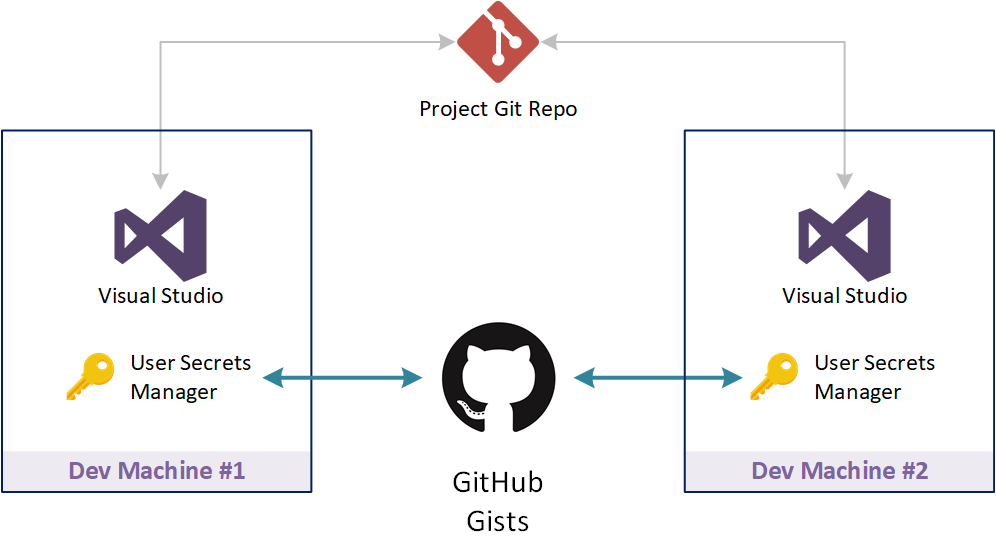 Project Git Repo
Visual Studio
User Secrets
Manager
Dev Machine #1
GitHub
Gists
Visual Studio
User Secrets
Manager
Dev Machine #2